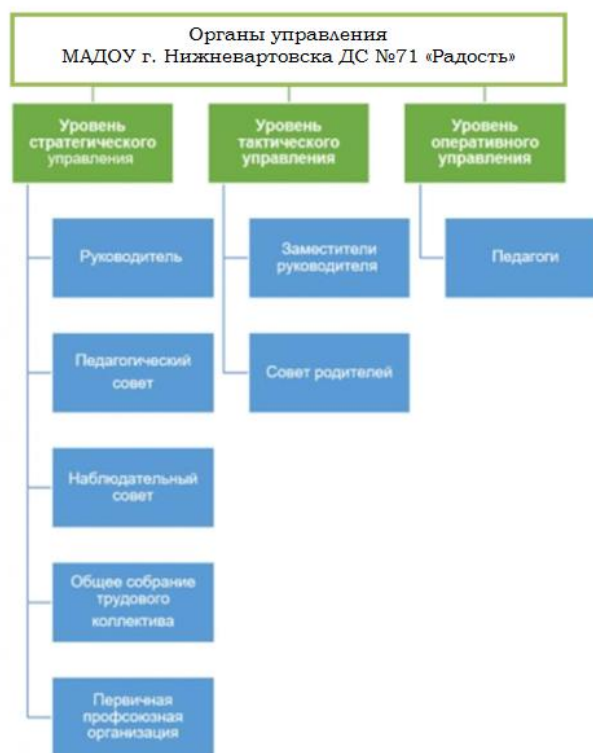 Органы управления
МАДОУ г. Нижневартовска ДС №71 «Радость»
Уровень
стратегического
управления
Уровень
тактического
управления
Уровень
оперативного
управления
Руководитель
Заместители
руководителя
Педагоги
Педагогический
совет
Совет родителей
Наблюдательный
совет
Общее собрание
трудового
коллектива
Первичная
профсоюзная
организация